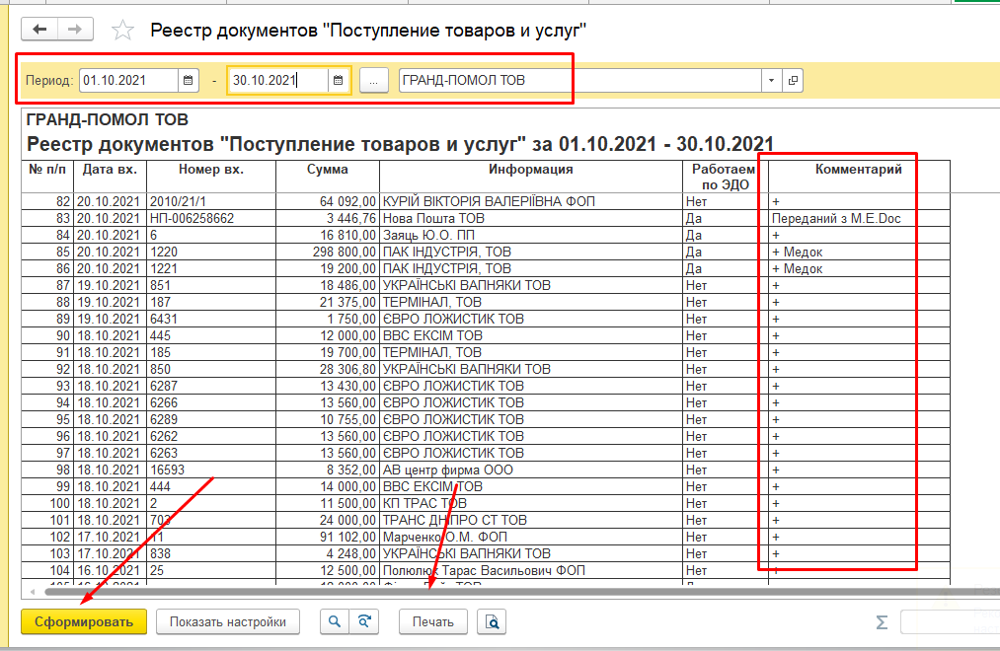 Реестр документов "Поступление товаров и услуг"
Период: 01.10.2021 - 30.10.2021 ... ГРАНД-ПОМОЛ ТОВ
ГРАНД-ПОМОЛ ТОВ
Реестр документов "Поступление товаров и услуг" за 01.10.2021 - 30.10.2021
№ п/п Дата вх. Номер вх. Сумма Информация Работаем по ЭДО Комментарий
82 20.10.2021 2010/21/1 64 092,00 КУРІЙ ВІКТОРІЯ ВАЛЕРІЇВНА ФОП Нет +
83 20.10.2021 НП-006258662 3 446,76 Нова Пошта ТОВ Да Переданий з M.E.Doc
84 20.10.2021 6 16 810,00 Заяць Ю.О. ПП Да +
85 20.10.2021 1220 298 800,00 ПАК ІНДУСТРІЯ, ТОВ Да + Медок
86 20.10.2021 1221 19 200,00 ПАК ІНДУСТРІЯ, ТОВ Да + Медок
87 19.10.2021 851 18 486,00 УКРАЇНСЬКІ ВАПНЯКИ ТОВ Нет +
88 19.10.2021 187 21 375,00 ТЕРМІНАЛ, ТОВ Нет +
89 19.10.2021 6431 1 750,00 ЄВРО ЛОЖИСТИК ТОВ Нет +
90 18.10.2021 445 12 000,00 ВВС ЕКСІМ ТОВ Нет +
91 18.10.2021 185 19 700,00 ТЕРМІНАЛ, ТОВ Нет +
92 18.10.2021 850 28 306,80 УКРАЇНСЬКІ ВАПНЯКИ ТОВ Нет +
93 18.10.2021 6287 13 430,00 ЄВРО ЛОЖИСТИК ТОВ Нет +
94 18.10.2021 6266 13 560,00 ЄВРО ЛОЖИСТИК ТОВ Нет +
95 18.10.2021 6289 10 755,00 ЄВРО ЛОЖИСТИК ТОВ Нет +
96 18.10.2021 6262 13 560,00 ЄВРО ЛОЖИСТИК ТОВ Нет +
97 18.10.2021 6263 13 560,00 ЄВРО ЛОЖИСТИК ТОВ Нет +
98 18.10.2021 16593 8 352,00 АВ центр фирма ООО Нет +
99 18.10.2021 444 14 000,00 ВВС ЕКСІМ ТОВ Нет +
100 18.10.2021 2 11 500,00 КП ТРАС ТОВ Нет +
101 18.10.2021 703 24 000,00 ТРАНС ДНІПРО СТ ТОВ Нет +
102 17.10.2021 11 91 102,00 Марченко О.М. ФОП Нет +
103 17.10.2021 838 4 248,00 УКРАЇНСЬКІ ВАПНЯКИ ТОВ Нет +
104 16.10.2021 25 12 500,00 Полюлюк Тарас Васильович ФОП Нет +
Сформировать Показать настройки Печать Σ